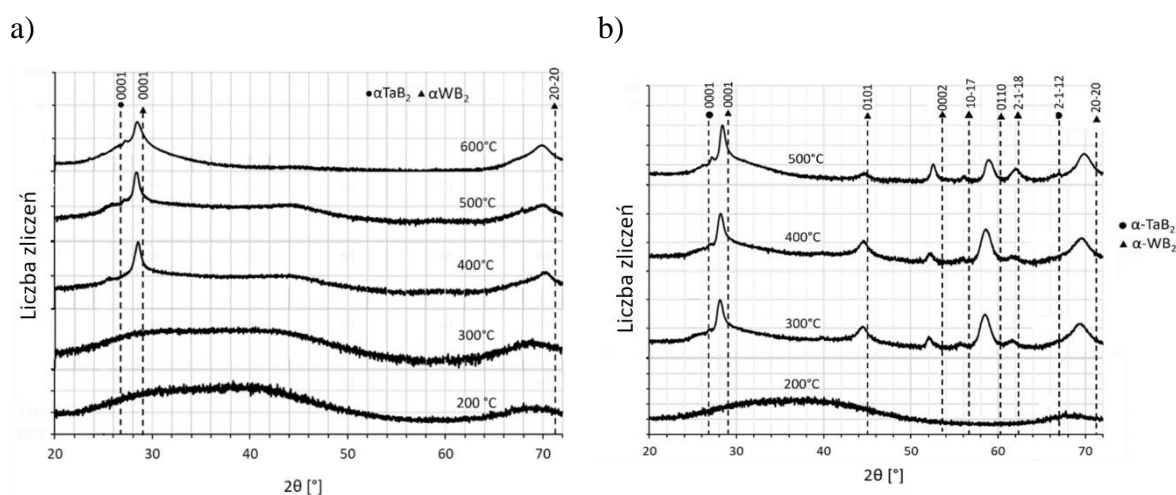 a)
0001
0001
●αTaB₂ ▲αWB₂
20-20
600°C
500°C
400°C
300°C
200°C
Liczba zliczeń
20 30 40 50 60 70
2θ [°]
b)
0001
0001
0101
0002
10-17
0110
2-1-18
2-1-12
20-20
500°C
400°C
300°C
200°C
Liczba zliczeń
● α-TaB₂
▲ α-WB₂
20 30 40 50 60 70
2θ [°]